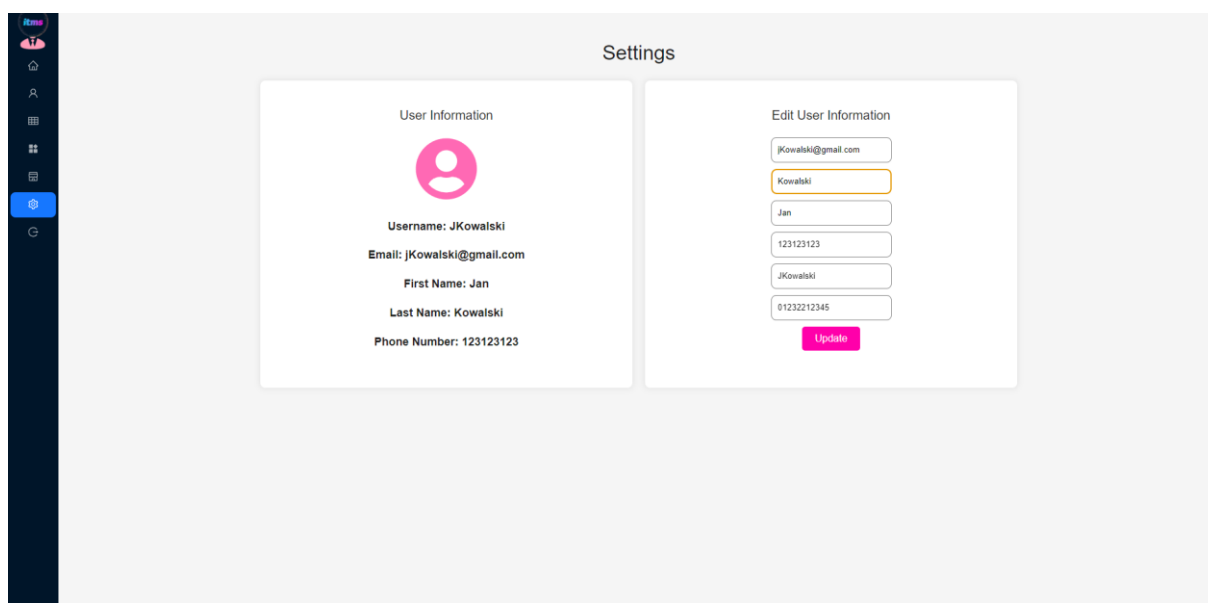 itms
Settings
User Information
Username: JKowalski
Email: jKowalski@gmail.com
First Name: Jan
Last Name: Kowalski
Phone Number: 123123123
Edit User Information
jKowalski@gmail.com
Kowalski
Jan
123123123
JKowalski
01232212345
Update